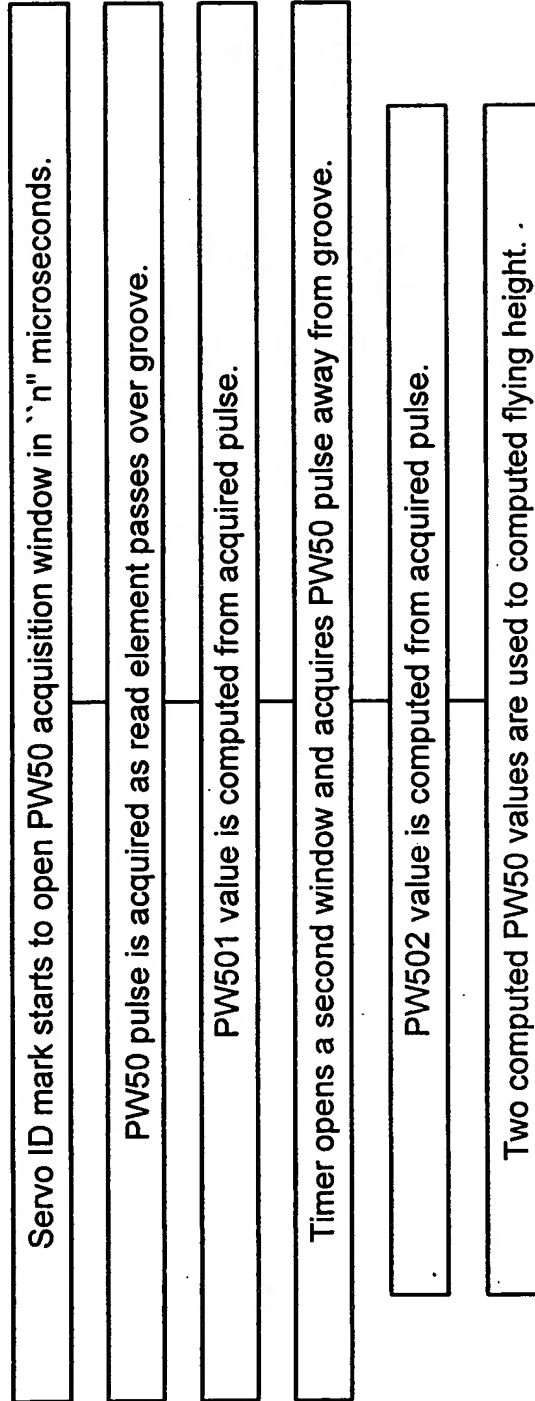 Servo ID mark starts to open PW50 acquisition window in ``n" microseconds.
PW50 pulse is acquired as read element passes over groove.
PW501 value is computed from acquired pulse.
Timer opens a second window and acquires PW50 pulse away from groove.
PW502 value is computed from acquired pulse.
Two computed PW50 values are used to computed flying height.